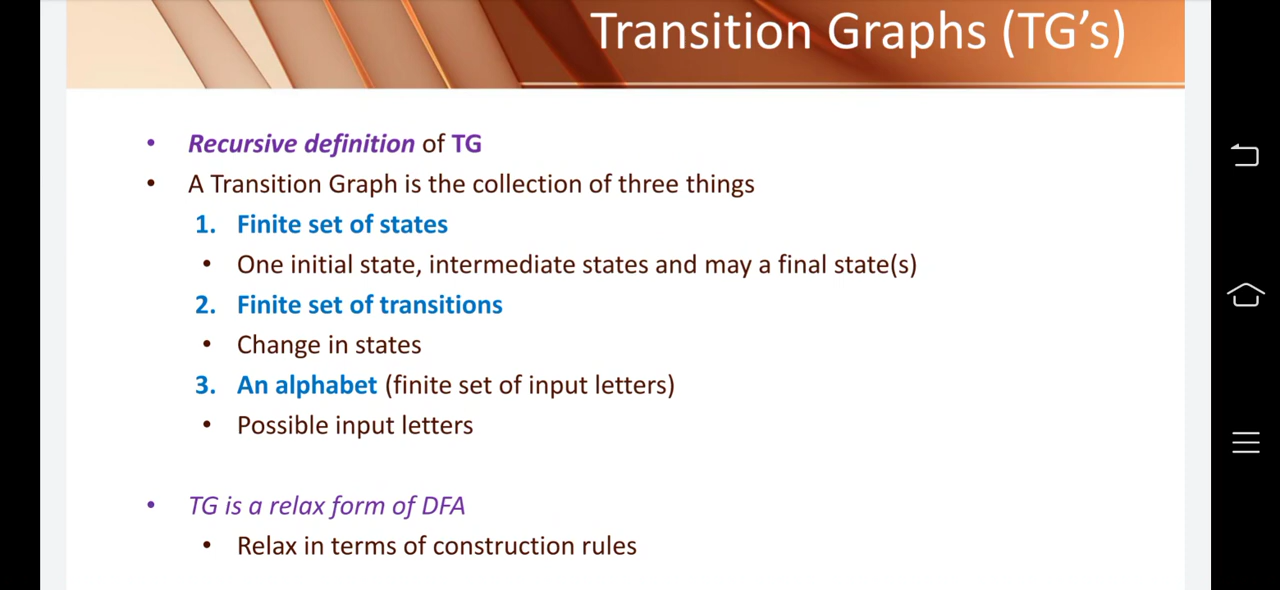 Transition Graphs (TG’s)
• Recursive definition of TG
• A Transition Graph is the collection of three things
1. Finite set of states
• One initial state, intermediate states and may a final state(s)
2. Finite set of transitions
• Change in states
3. An alphabet (finite set of input letters)
• Possible input letters
• TG is a relax form of DFA
• Relax in terms of construction rules